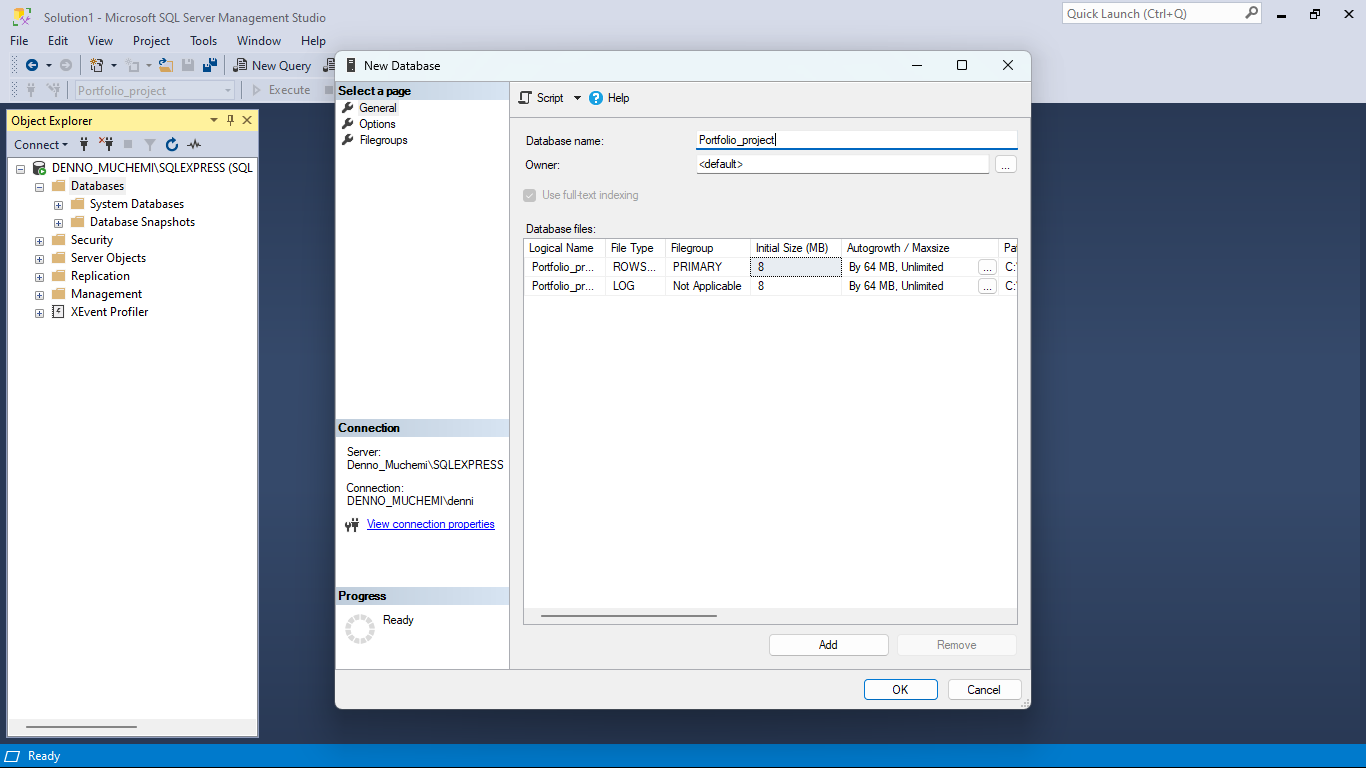 Solution1 - Microsoft SQL Server Management Studio
Quick Launch (Ctrl+Q)
File Edit View Project Tools Window Help
New Query
Portfolio_project
Execute
Object Explorer
Connect
DENNO_MUCHEMI\SQLEXPRESS (SQL
Databases
System Databases
Database Snapshots
Security
Server Objects
Replication
Management
XEvent Profiler
New Database
Select a page
General
Options
Filegroups
Connection
Server:
Denno_Muchemi\SQLEXPRESS
Connection:
DENNO_MUCHEMI\denni
View connection properties
Progress
Ready
Script Help
Database name: Portfolio_project
Owner: <default> ...
Use full-text indexing
Database files:
Logical Name File Type Filegroup Initial Size (MB) Autogrowth / Maxsize Pat
Portfolio_pr... ROWS... PRIMARY 8 By 64 MB, Unlimited ... C:\
Portfolio_pr... LOG Not Applicable 8 By 64 MB, Unlimited ... C:\
Add Remove
OK Cancel
Ready